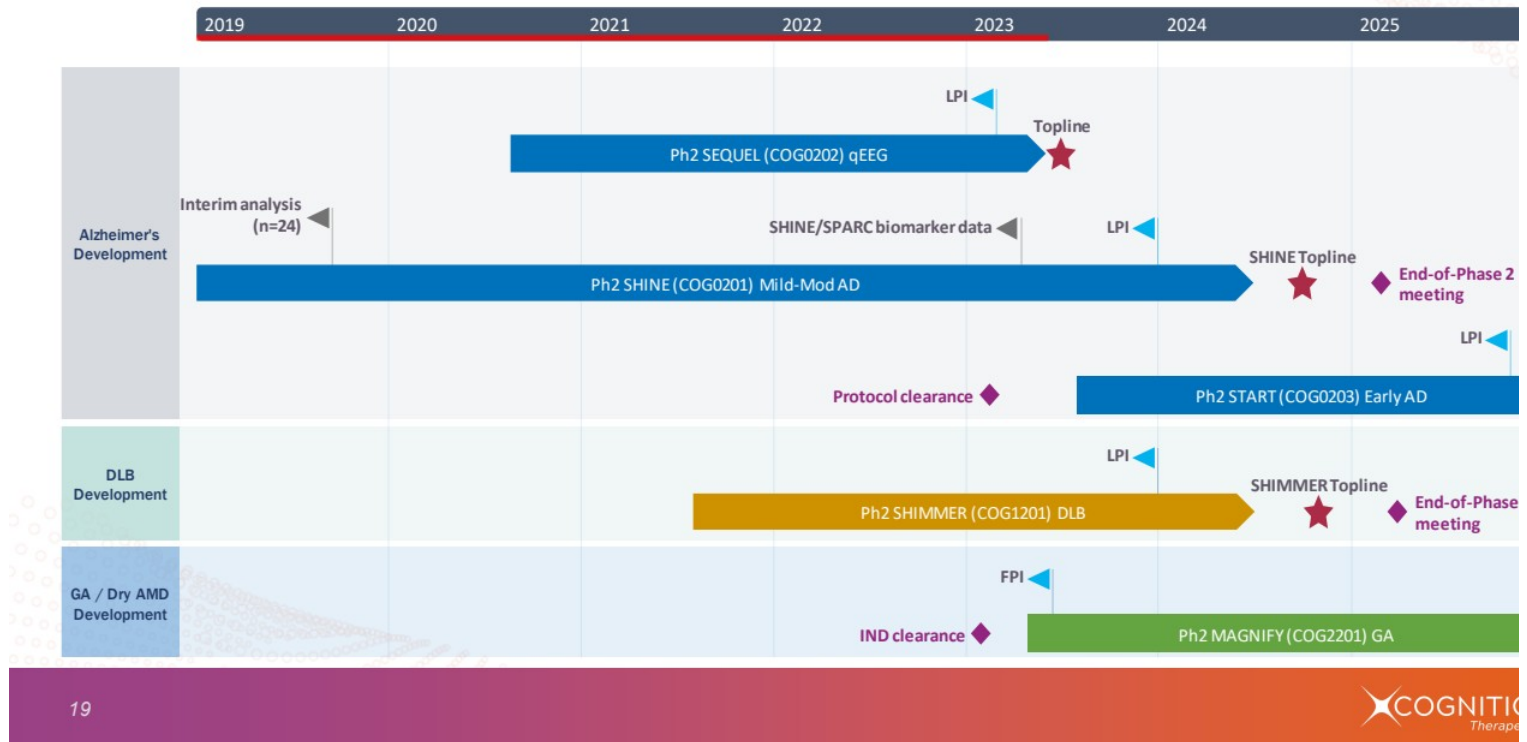 2019 2020 2021 2022 2023 2024 2025
LPI
Topline
Ph2 SEQUEL (COG0202) qEEG
Interim analysis
(n=24)
SHINE/SPARC biomarker data
LPI
Alzheimer's
Development
SHINE Topline
End-of-Phase 2
meeting
Ph2 SHINE (COG0201) Mild-Mod AD
LPI
Protocol clearance
Ph2 START (COG0203) Early AD
LPI
DLB
Development
SHIMMER Topline
End-of-Phase
meeting
Ph2 SHIMMER (COG1201) DLB
FPI
GA / Dry AMD
Development
IND clearance
Ph2 MAGNIFY (COG2201) GA
19